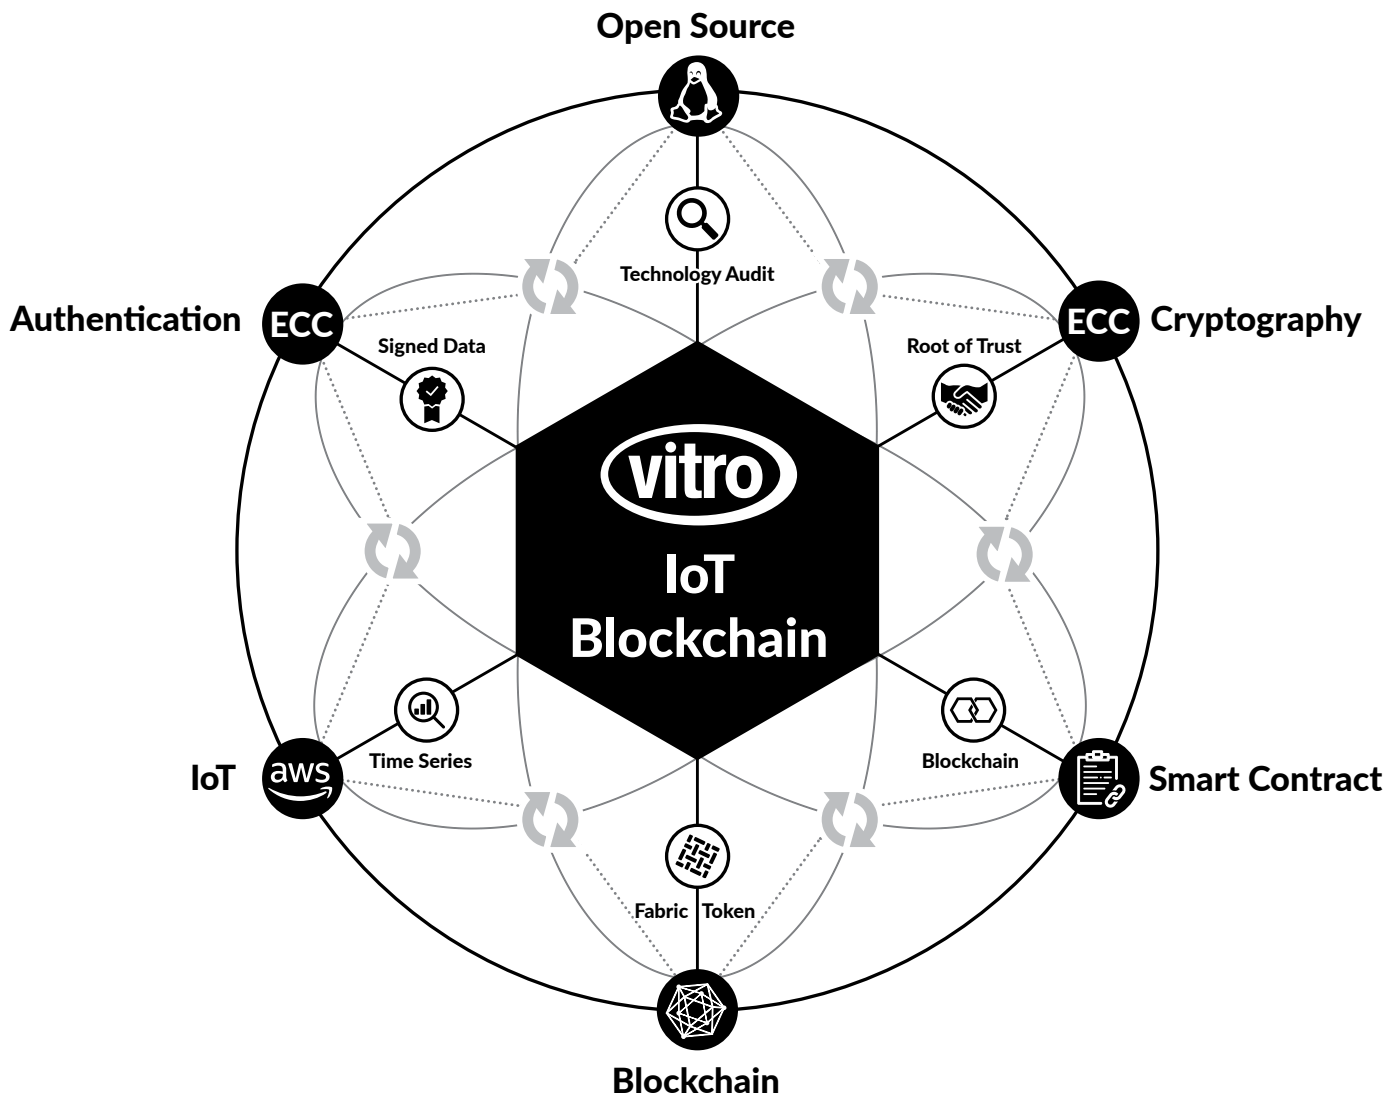 Open Source
Technology Audit
Authentication
ECC
ECC
Cryptography
Signed Data
Root of Trust
vitro
IoT
Blockchain
IoT
aws
Time Series
Blockchain
Smart Contract
Fabric Token
Blockchain